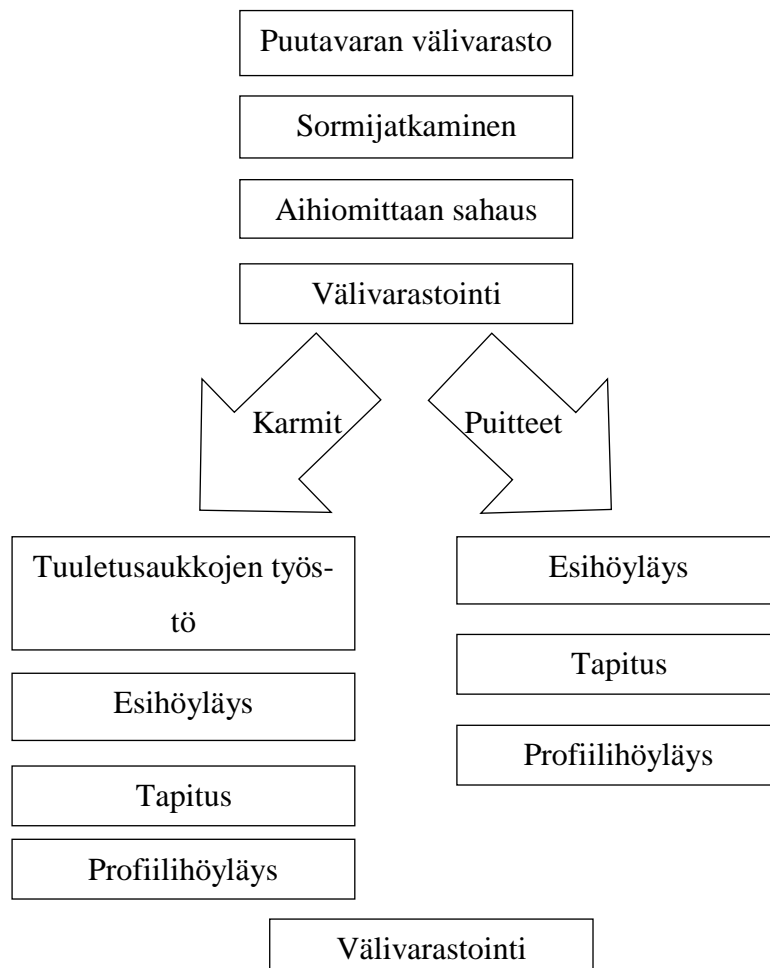 Puutavaran välivarasto
Sormijatkaminen
Aihiomittaan sahaus
Välivarastointi
Karmit
Puitteet
Tuuletusaukkojen työs-
tö
Esihöyläys
Tapitus
Profiilihöyläys
Esihöyläys
Tapitus
Profiilihöyläys
Välivarastointi